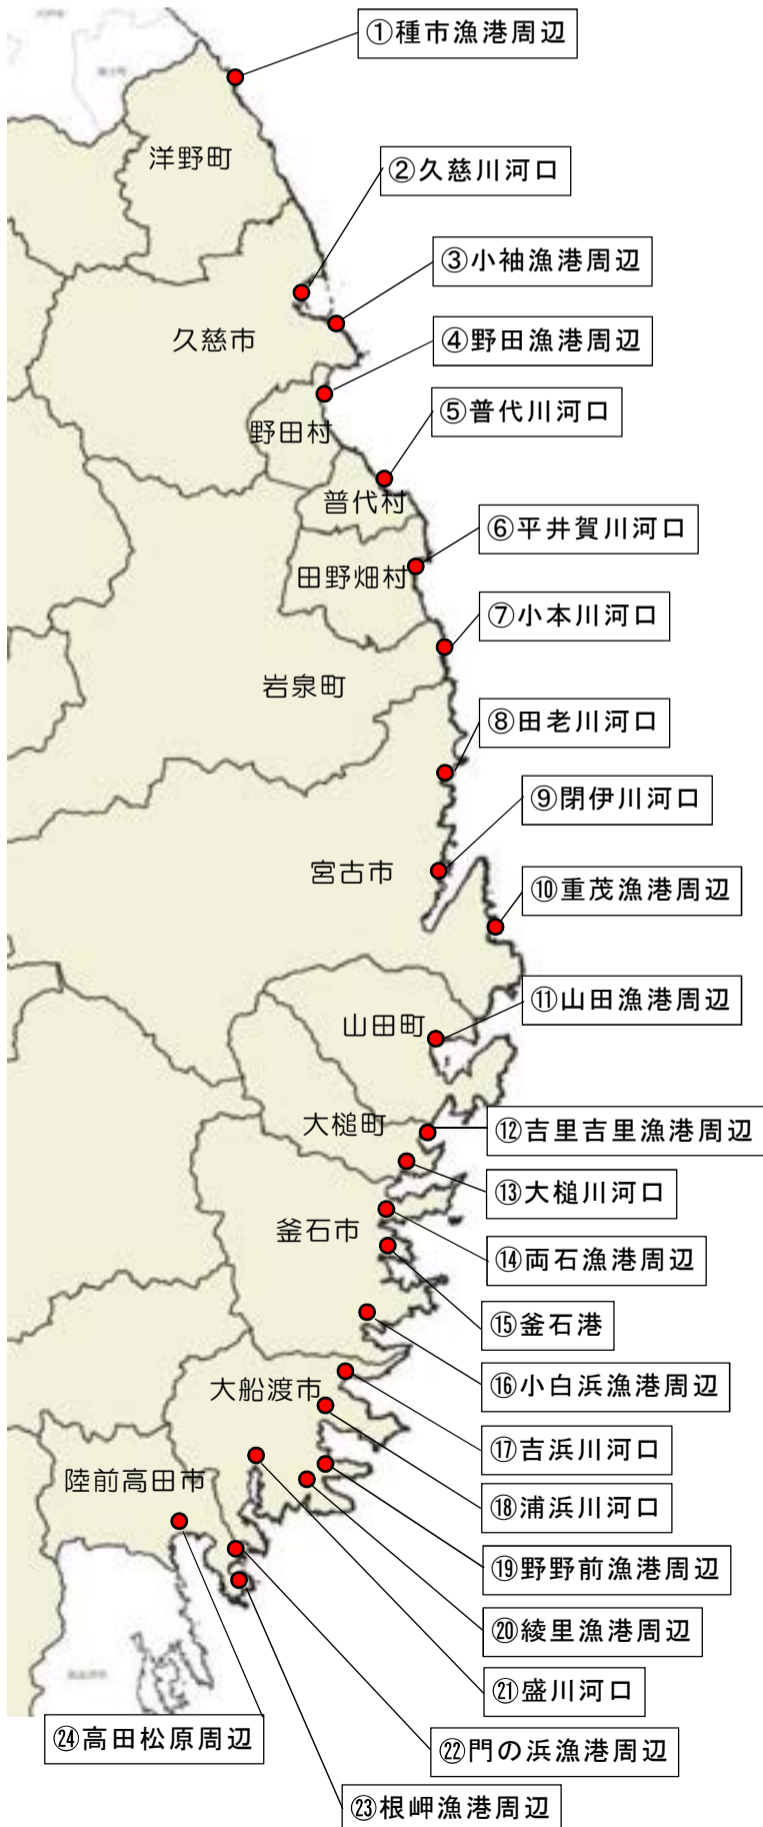 ①種市漁港周辺
洋野町
②久慈川河口
③小袖漁港周辺
久慈市
④野田漁港周辺
⑤普代川河口
野田村
普代村
⑥平井賀川河口
田野畑村
⑦小本川河口
岩泉町
⑧田老川河口
⑨閉伊川河口
宮古市
⑩重茂漁港周辺
⑪山田漁港周辺
山田町
大槌町
⑫吉里吉里漁港周辺
⑬大槌川河口
釜石市
⑭両石漁港周辺
⑮釜石港
⑯小白浜漁港周辺
大船渡市
⑰吉浜川河口
陸前高田市
⑱浦浜川河口
⑲野野前漁港周辺
⑳綾里漁港周辺
㉑盛川河口
㉔高田松原周辺
㉒門の浜漁港周辺
㉓根岬漁港周辺